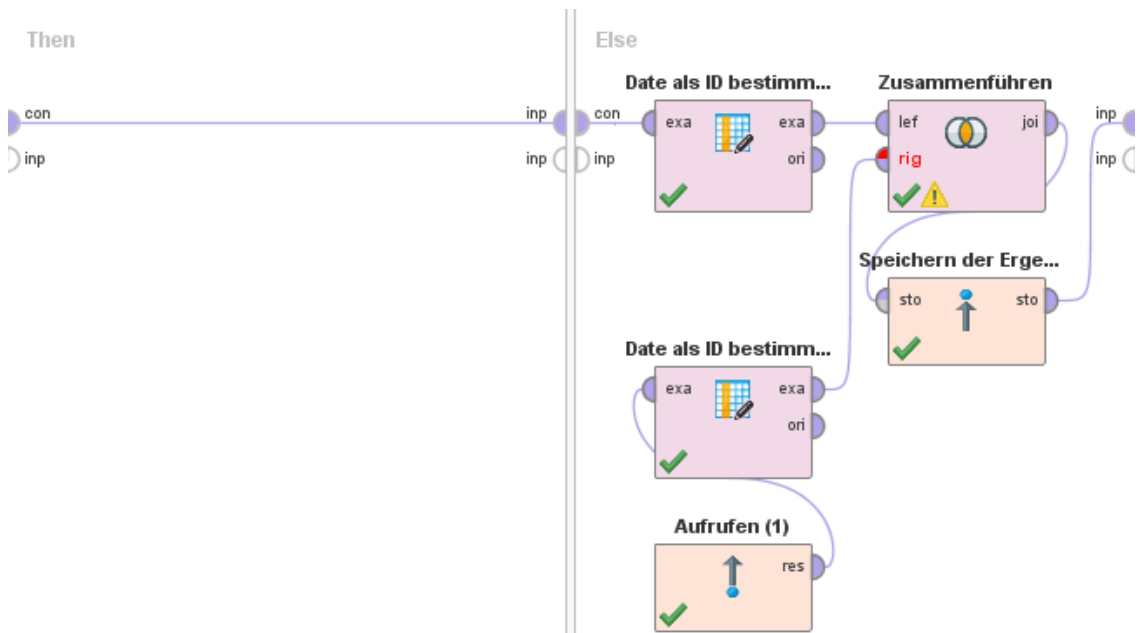 Then
con
inp
inp
inp
Else
con
inp
Date als ID bestimm...
exa
exa
ori
Zusammenführen
lef
joi
rig
inp
inp
Speichern der Erge...
sto
sto
Date als ID bestimm...
exa
exa
ori
Aufrufen (1)
res